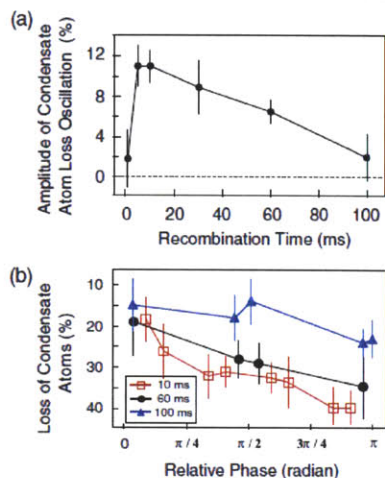 (a)
Amplitude of Condensate
Atom Loss Oscillation (%)
12
8
4
0
0 20 40 60 80 100
Recombination Time (ms)
(b)
Loss of Condensate
Atoms (%)
10
20
30
40
10 ms
60 ms
100 ms
0 π/4 π/2 3π/4 π
Relative Phase (radian)